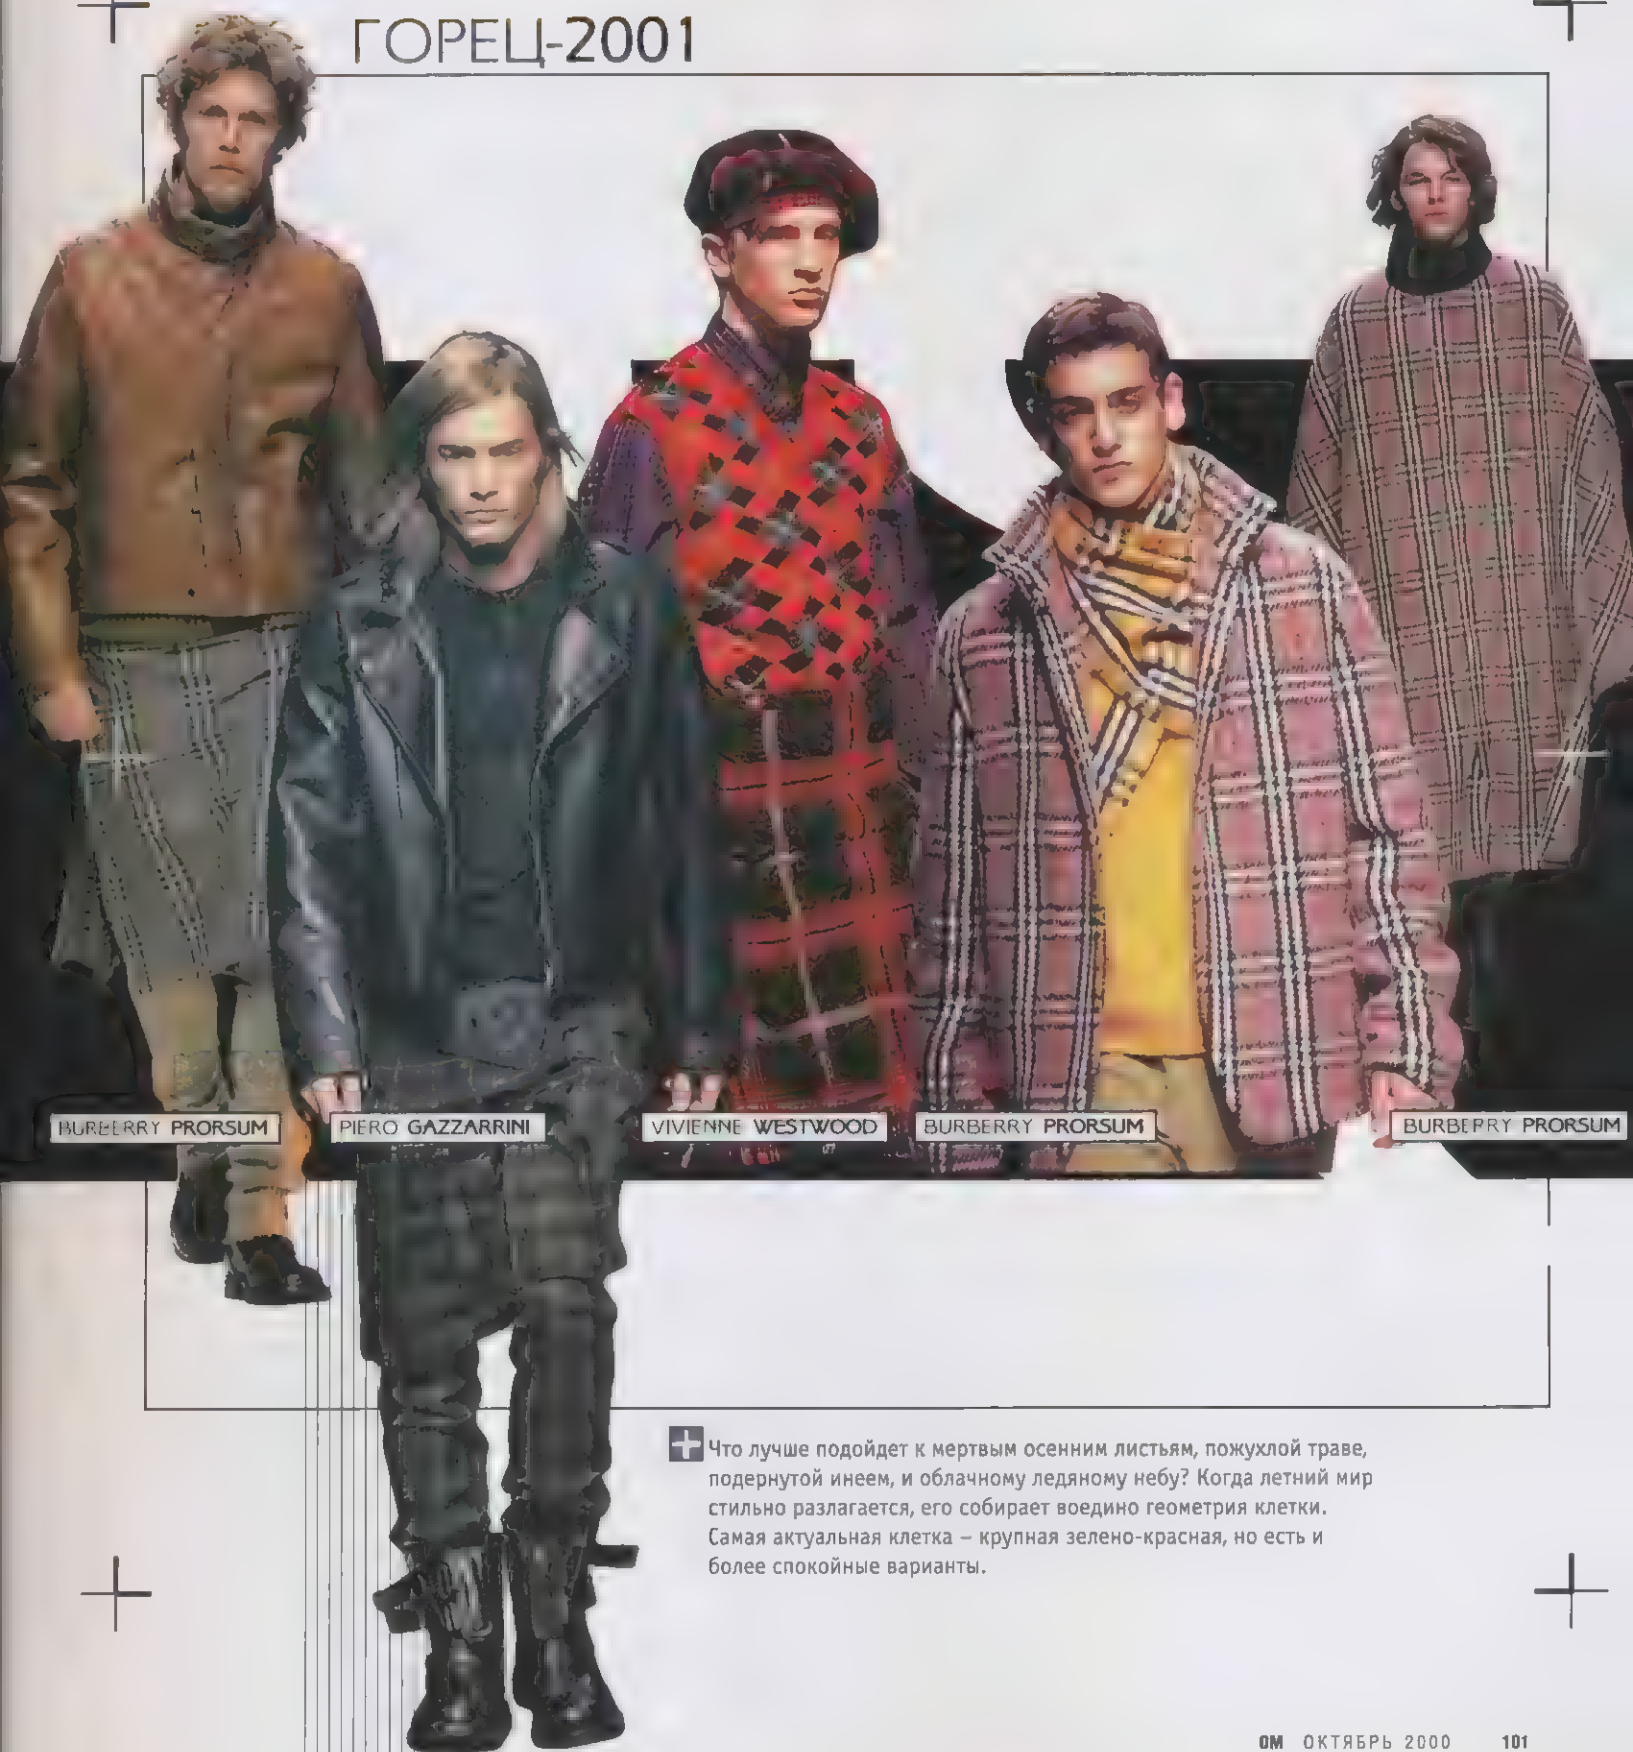 ГОРЕЦ-2001
BURBERRY PRORSUM
PIERO GAZZARRINI
VIVIENNE WESTWOOD
BURBERRY PRORSUM
BURBERRY PRORSUM
Что лучше подойдет к мертвым осенним листьям, пожухлой траве,
подернутой инеем, и облачному ледяному небу? Когда летний мир
стильно разлагается, его собирает воедино геометрия клетки.
Самая актуальная клетка – крупная зелено-красная, но есть и
более спокойные варианты.
ОМ ОКТЯБРЬ 2000 101